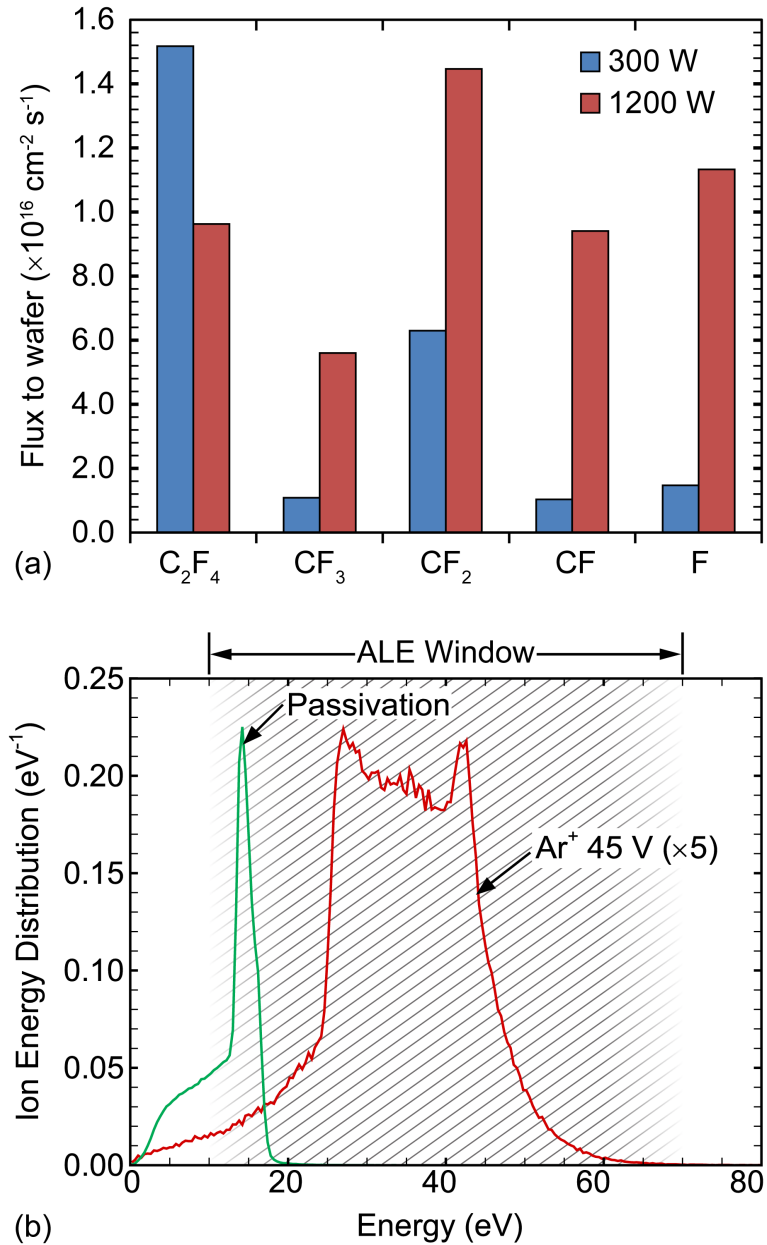 1.6
1.4
1.2
1.0
8.0
6.0
4.0
2.0
0.0
Flux to wafer (×10¹⁶ cm⁻² s⁻¹)
300 W
1200 W
(a)
C₂F₄ CF₃ CF₂ CF F
ALE Window
0.25
0.20
0.15
0.10
0.05
0.00
Ion Energy Distribution (eV⁻¹)
Passivation
Ar⁺ 45 V (×5)
0 20 40 60 80
(b)
Energy (eV)